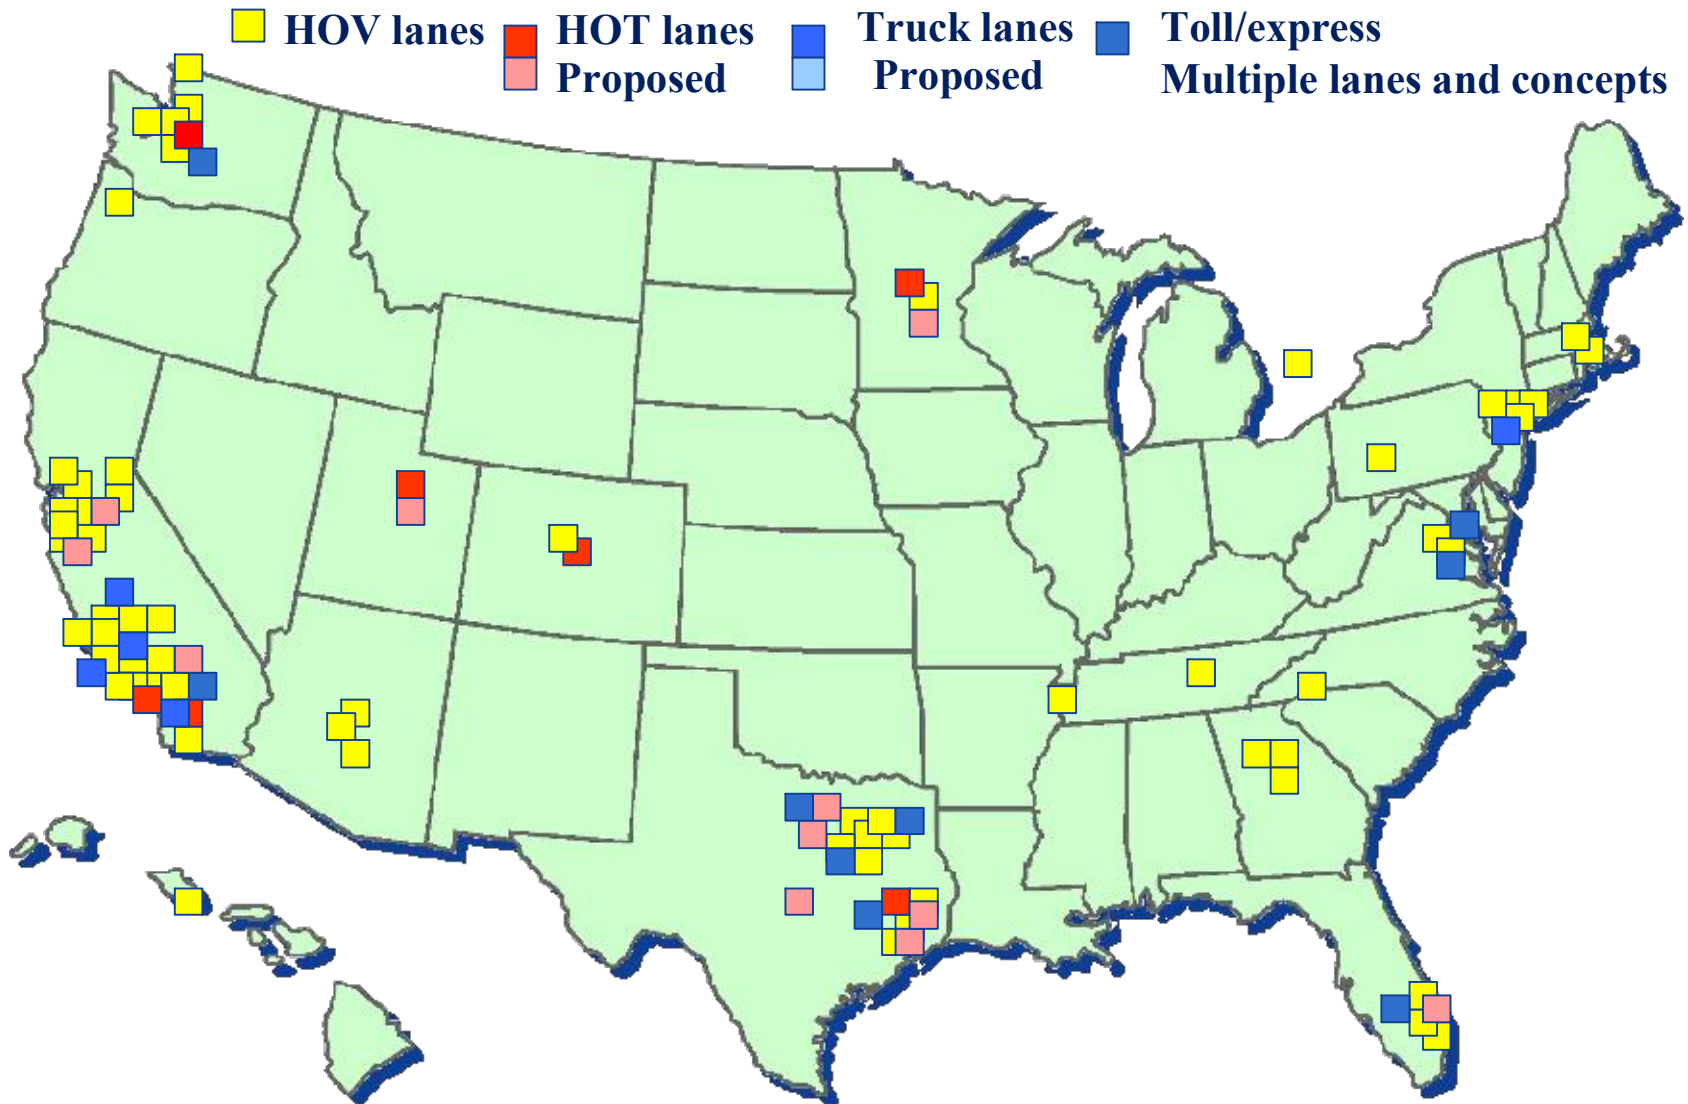 HOV lanes
HOT lanes
Proposed
Truck lanes
Proposed
Toll/express
Multiple lanes and concepts